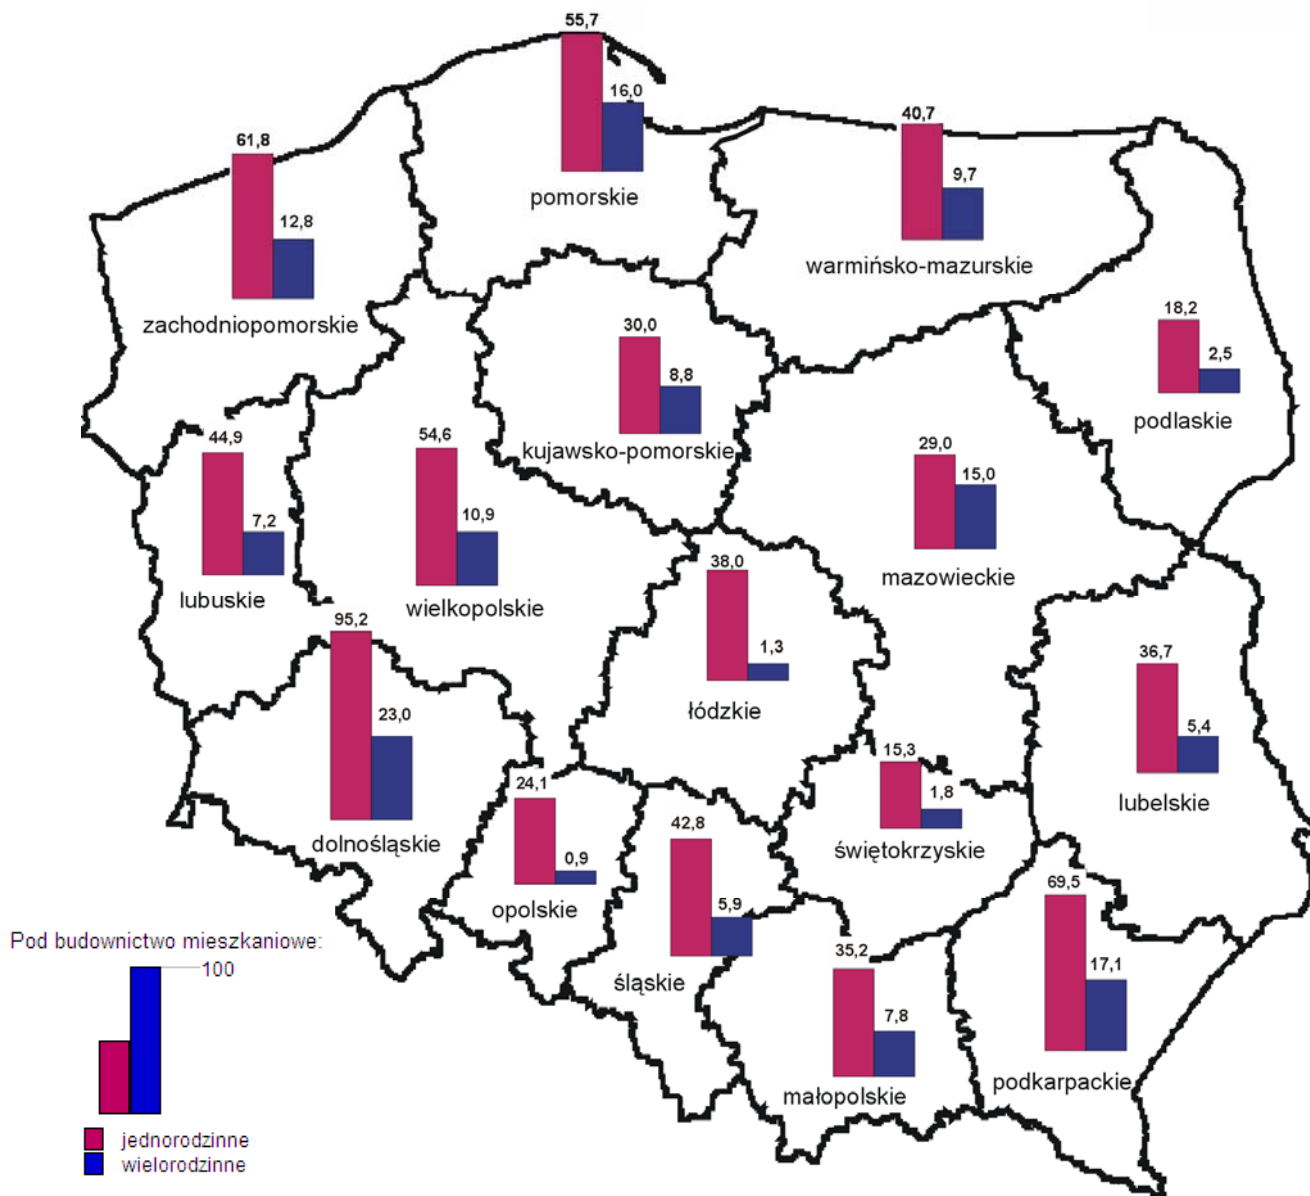 55,7
16,0
pomorskie
61,8
12,8
zachodniopomorskie
40,7
9,7
warmińsko-mazurskie
30,0
8,8
kujawsko-pomorskie
18,2
2,5
podlaskie
44,9
7,2
lubuskie
54,6
10,9
wielkopolskie
29,0
15,0
mazowieckie
38,0
1,3
łódzkie
95,2
23,0
dolnośląskie
36,7
5,4
lubelskie
24,1
0,9
opolskie
42,8
5,9
śląskie
15,3
1,8
świętokrzyskie
35,2
7,8
małopolskie
69,5
17,1
podkarpackie
Pod budownictwo mieszkaniowe:
100
jednorodzinne
wielorodzinne